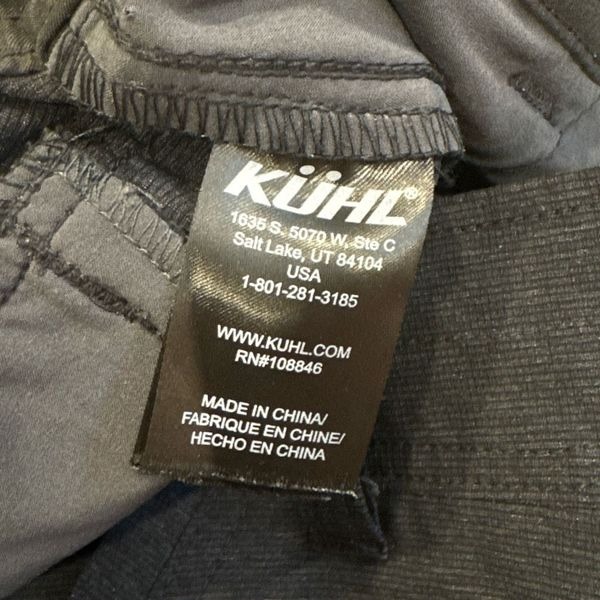 KÜHL®
1635 S. 5070 W, Ste C
Salt Lake, UT 84104
USA
1-801-281-3185
WWW.KUHL.COM
RN#108846
MADE IN CHINA/
FABRIQUE EN CHINE/
HECHO EN CHINA